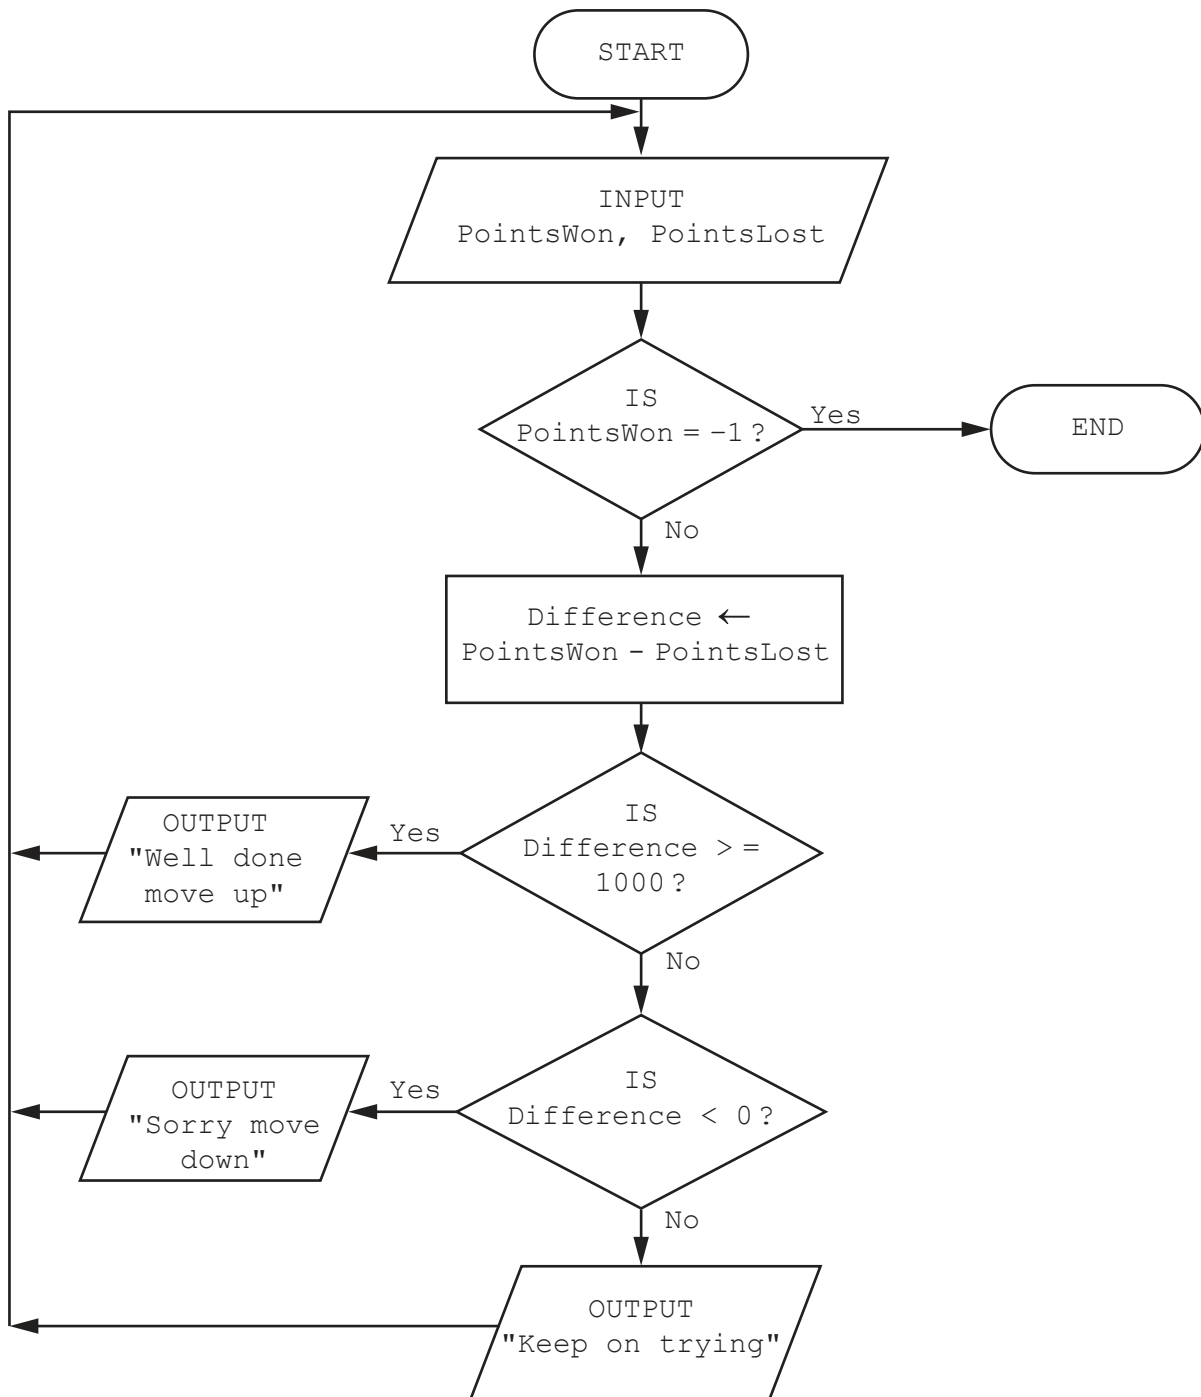 START
INPUT
PointsWon, PointsLost
IS
PointsWon = –1 ?
Yes
END
No
Difference ←
PointsWon – PointsLost
IS
Difference > =
1000 ?
Yes
OUTPUT
"Well done
move up"
No
IS
Difference < 0 ?
Yes
OUTPUT
"Sorry move
down"
No
OUTPUT
"Keep on trying"